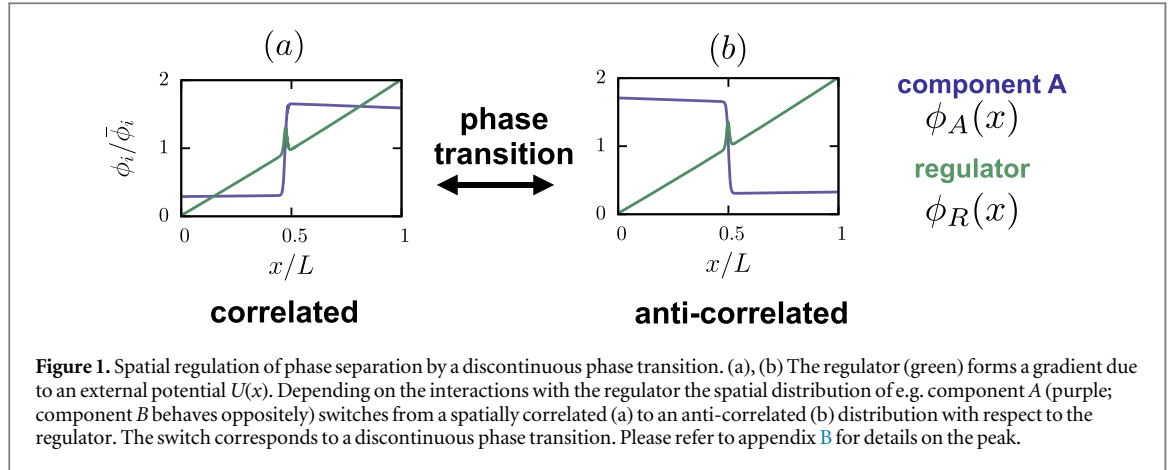 (a)
(b)
2
1
0
ϕ_i/ϕ̄_i
0
0.5
1
x/L
correlated
phase
transition
2
1
0
0
0.5
1
x/L
anti-correlated
component A
ϕ_A(x)
regulator
ϕ_R(x)
Figure 1. Spatial regulation of phase separation by a discontinuous phase transition. (a), (b) The regulator (green) forms a gradient due
to an external potential U(x). Depending on the interactions with the regulator the spatial distribution of e.g. component A (purple;
component B behaves oppositely) switches from a spatially correlated (a) to an anti-correlated (b) distribution with respect to the
regulator. The switch corresponds to a discontinuous phase transition. Please refer to appendix B for details on the peak.